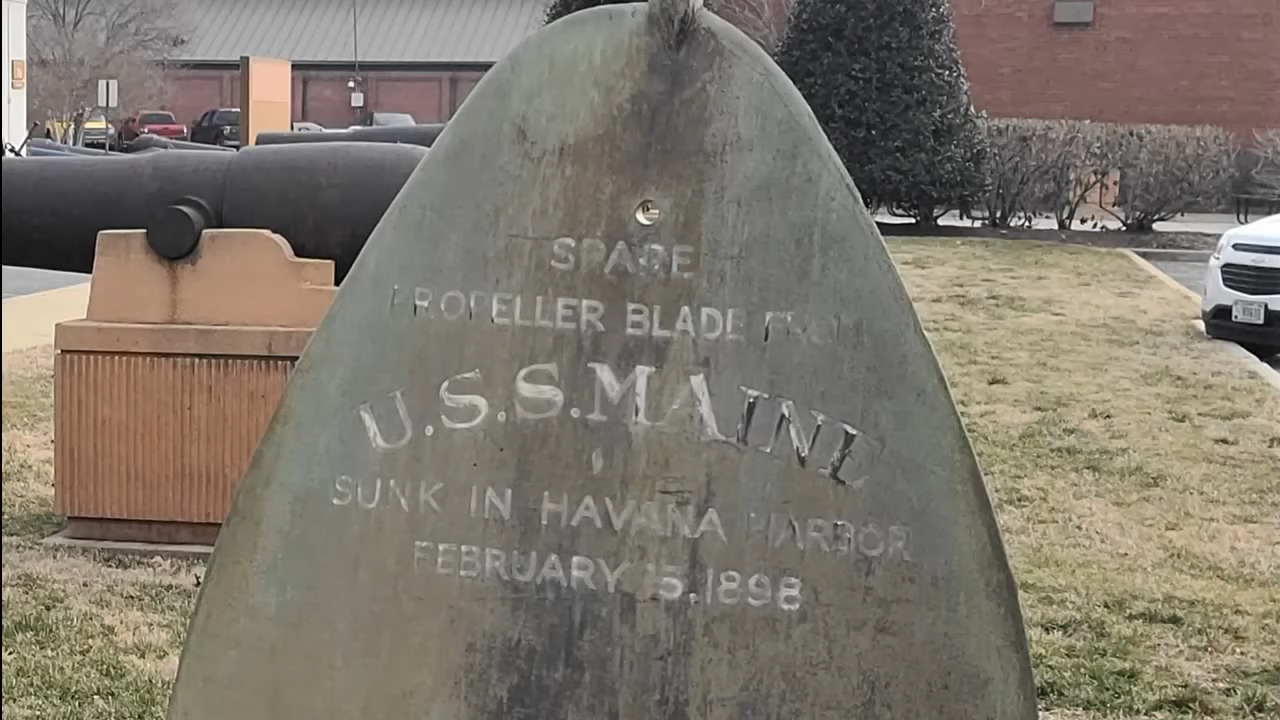 SPARE
PROPELLER BLADE FROM
U.S.S. MAINE
SUNK IN HAVANA HARBOR
FEBRUARY 15, 1898